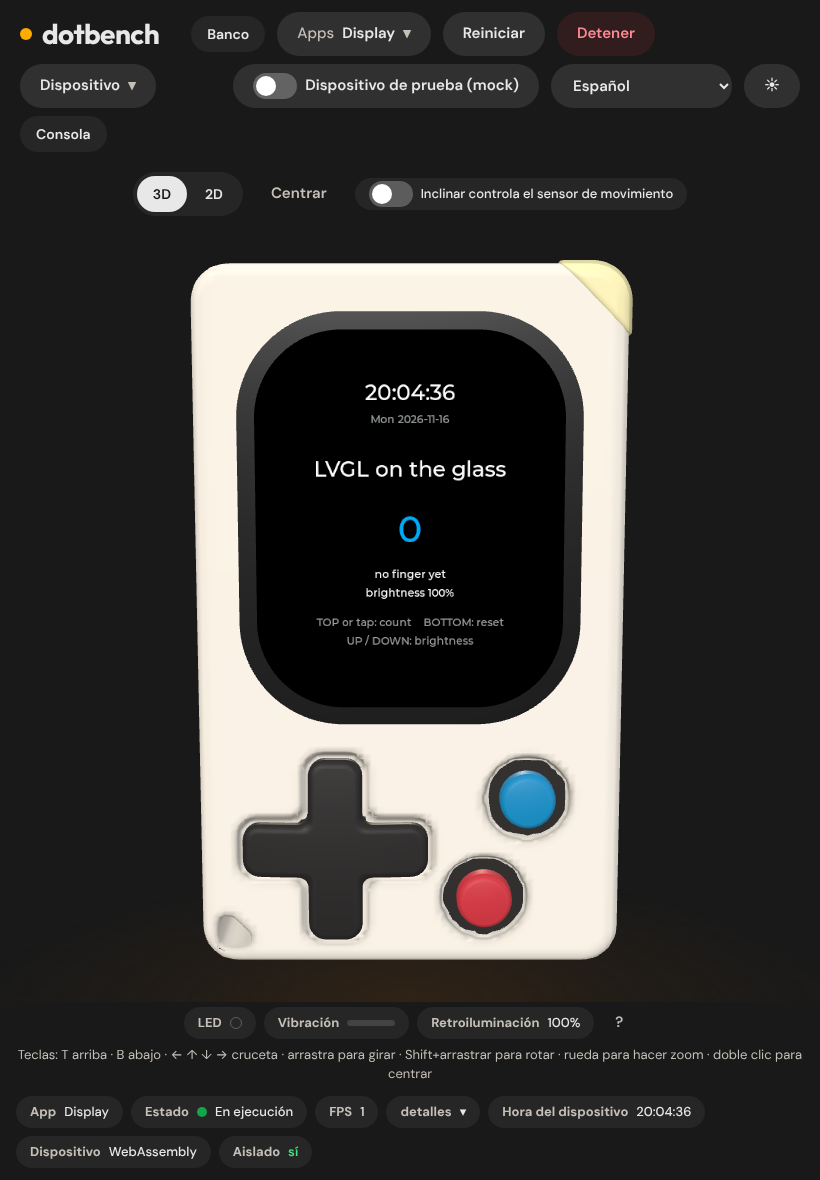 dotbench
Banco
Apps Display ▾
Reiniciar
Detener
Dispositivo ▾
Dispositivo de prueba (mock)
Español
Consola
3D
2D
Centrar
Inclinar controla el sensor de movimiento
20:04:36
Mon 2026-11-16
LVGL on the glass
0
no finger yet
brightness 100%
TOP or tap: count BOTTOM: reset
UP / DOWN: brightness
LED
Vibración
Retroiluminación 100%
?
Teclas: T arriba · B abajo · ← ↑ ↓ → cruceta · arrastra para girar · Shift+arrastrar para rotar · rueda para hacer zoom · doble clic para
centrar
App Display
Estado En ejecución
FPS 1
detalles ▾
Hora del dispositivo 20:04:36
Dispositivo WebAssembly
Aislado sí